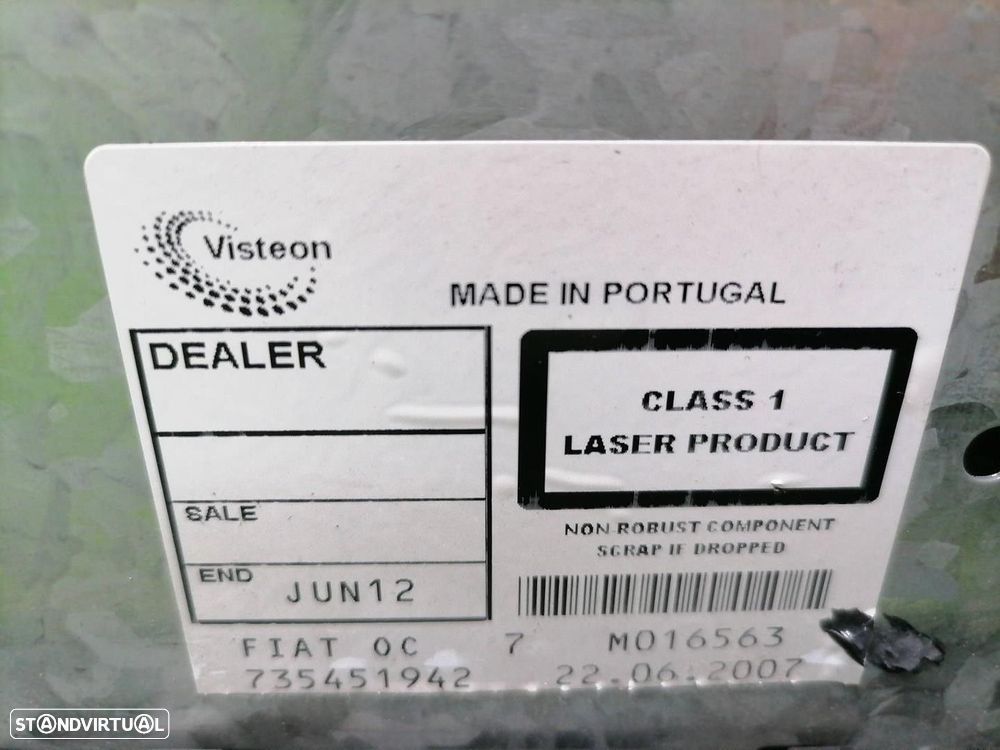 Visteon
MADE IN PORTUGAL
DEALER
CLASS 1
LASER PRODUCT
SALE
NON-ROBUST COMPONENT
SCRAP IF DROPPED
END JUN12
FIAT OC 7 M016563
735451942 22.06.2007
STANDVIRTUAL